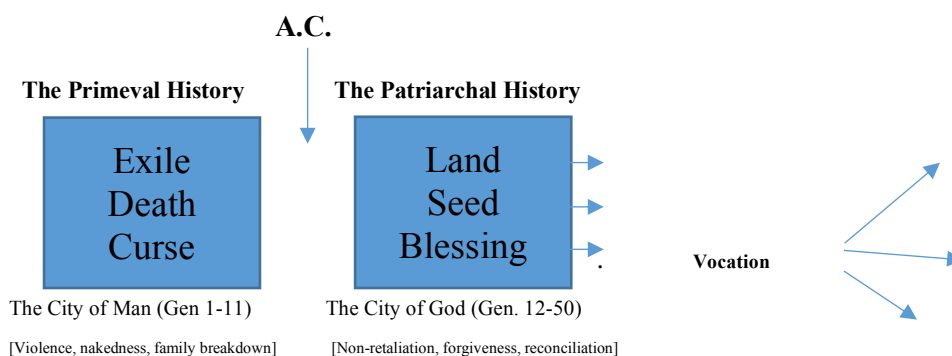 A.C.
The Primeval History
The Patriarchal History
Exile
Death
Curse
Land
Seed
Blessing
.
Vocation
The City of Man (Gen 1-11)
The City of God (Gen. 12-50)
[Violence, nakedness, family breakdown]
[Non-retaliation, forgiveness, reconciliation]